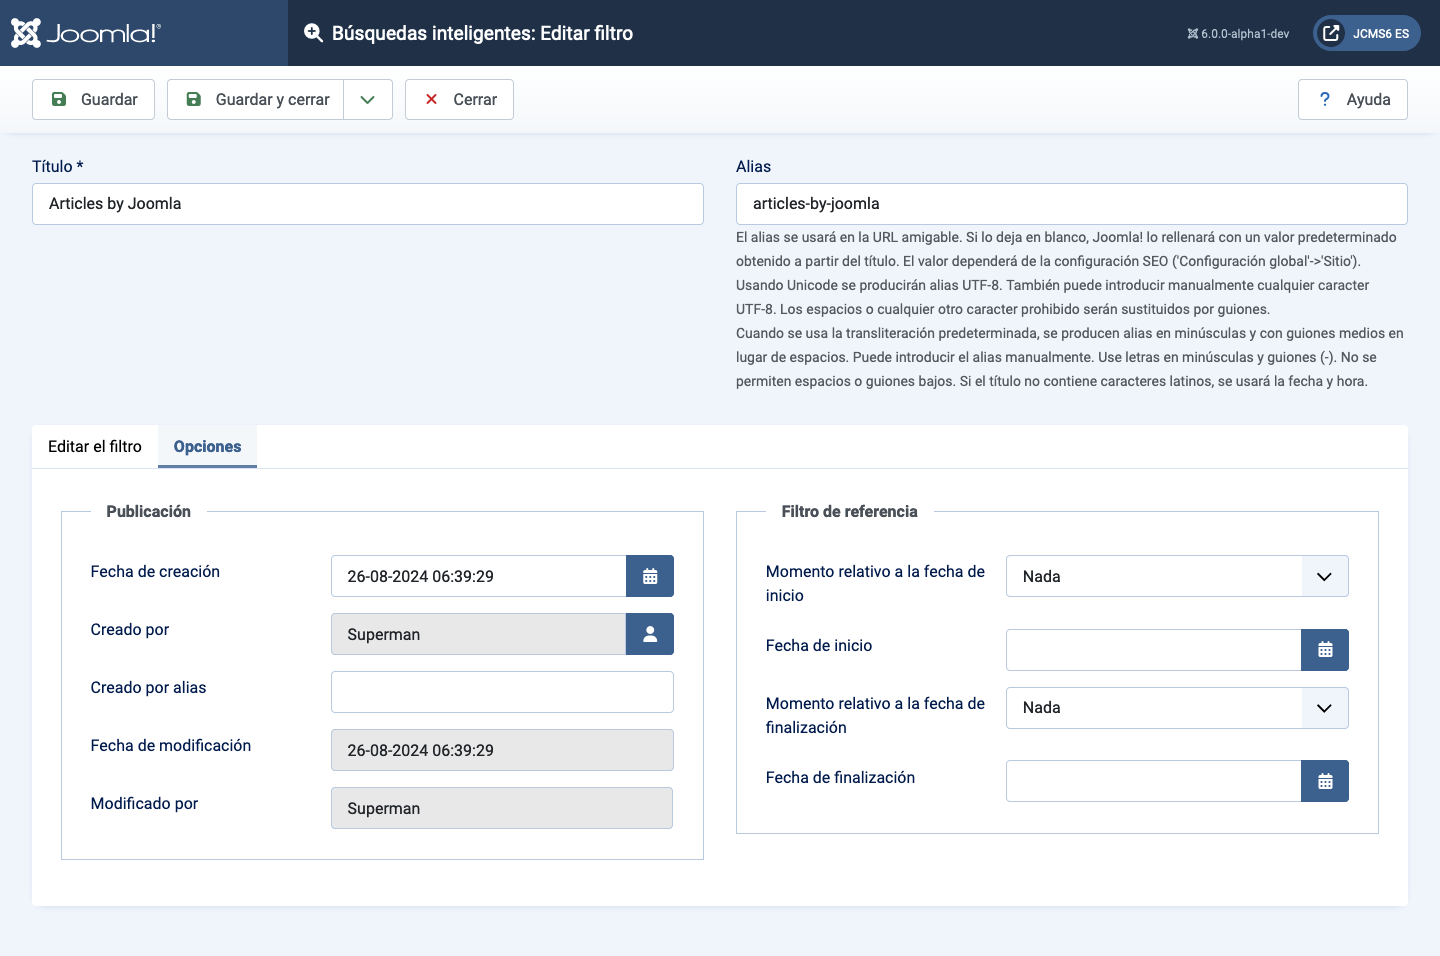 Joomla!®
Búsquedas inteligentes: Editar filtro
6.0.0-alpha1-dev
JCMS6 ES
Guardar
Guardar y cerrar
Cerrar
? Ayuda
Título *
Articles by Joomla
Alias
articles-by-joomla
El alias se usará en la URL amigable. Si lo deja en blanco, Joomla! lo rellenará con un valor predeterminado
obtenido a partir del título. El valor dependerá de la configuración SEO ('Configuración global'->'Sitio').
Usando Unicode se producirán alias UTF-8. También puede introducir manualmente cualquier caracter
UTF-8. Los espacios o cualquier otro caracter prohibido serán sustituidos por guiones.
Cuando se usa la transliteración predeterminada, se producen alias en minúsculas y con guiones medios en
lugar de espacios. Puede introducir el alias manualmente. Use letras en minúsculas y guiones (-). No se
permiten espacios o guiones bajos. Si el título no contiene caracteres latinos, se usará la fecha y hora.
Editar el filtro
Opciones
Publicación
Fecha de creación
26-08-2024 06:39:29
Creado por
Superman
Creado por alias
Fecha de modificación
26-08-2024 06:39:29
Modificado por
Superman
Filtro de referencia
Momento relativo a la fecha de
inicio
Nada
Fecha de inicio
Momento relativo a la fecha de
finalización
Nada
Fecha de finalización